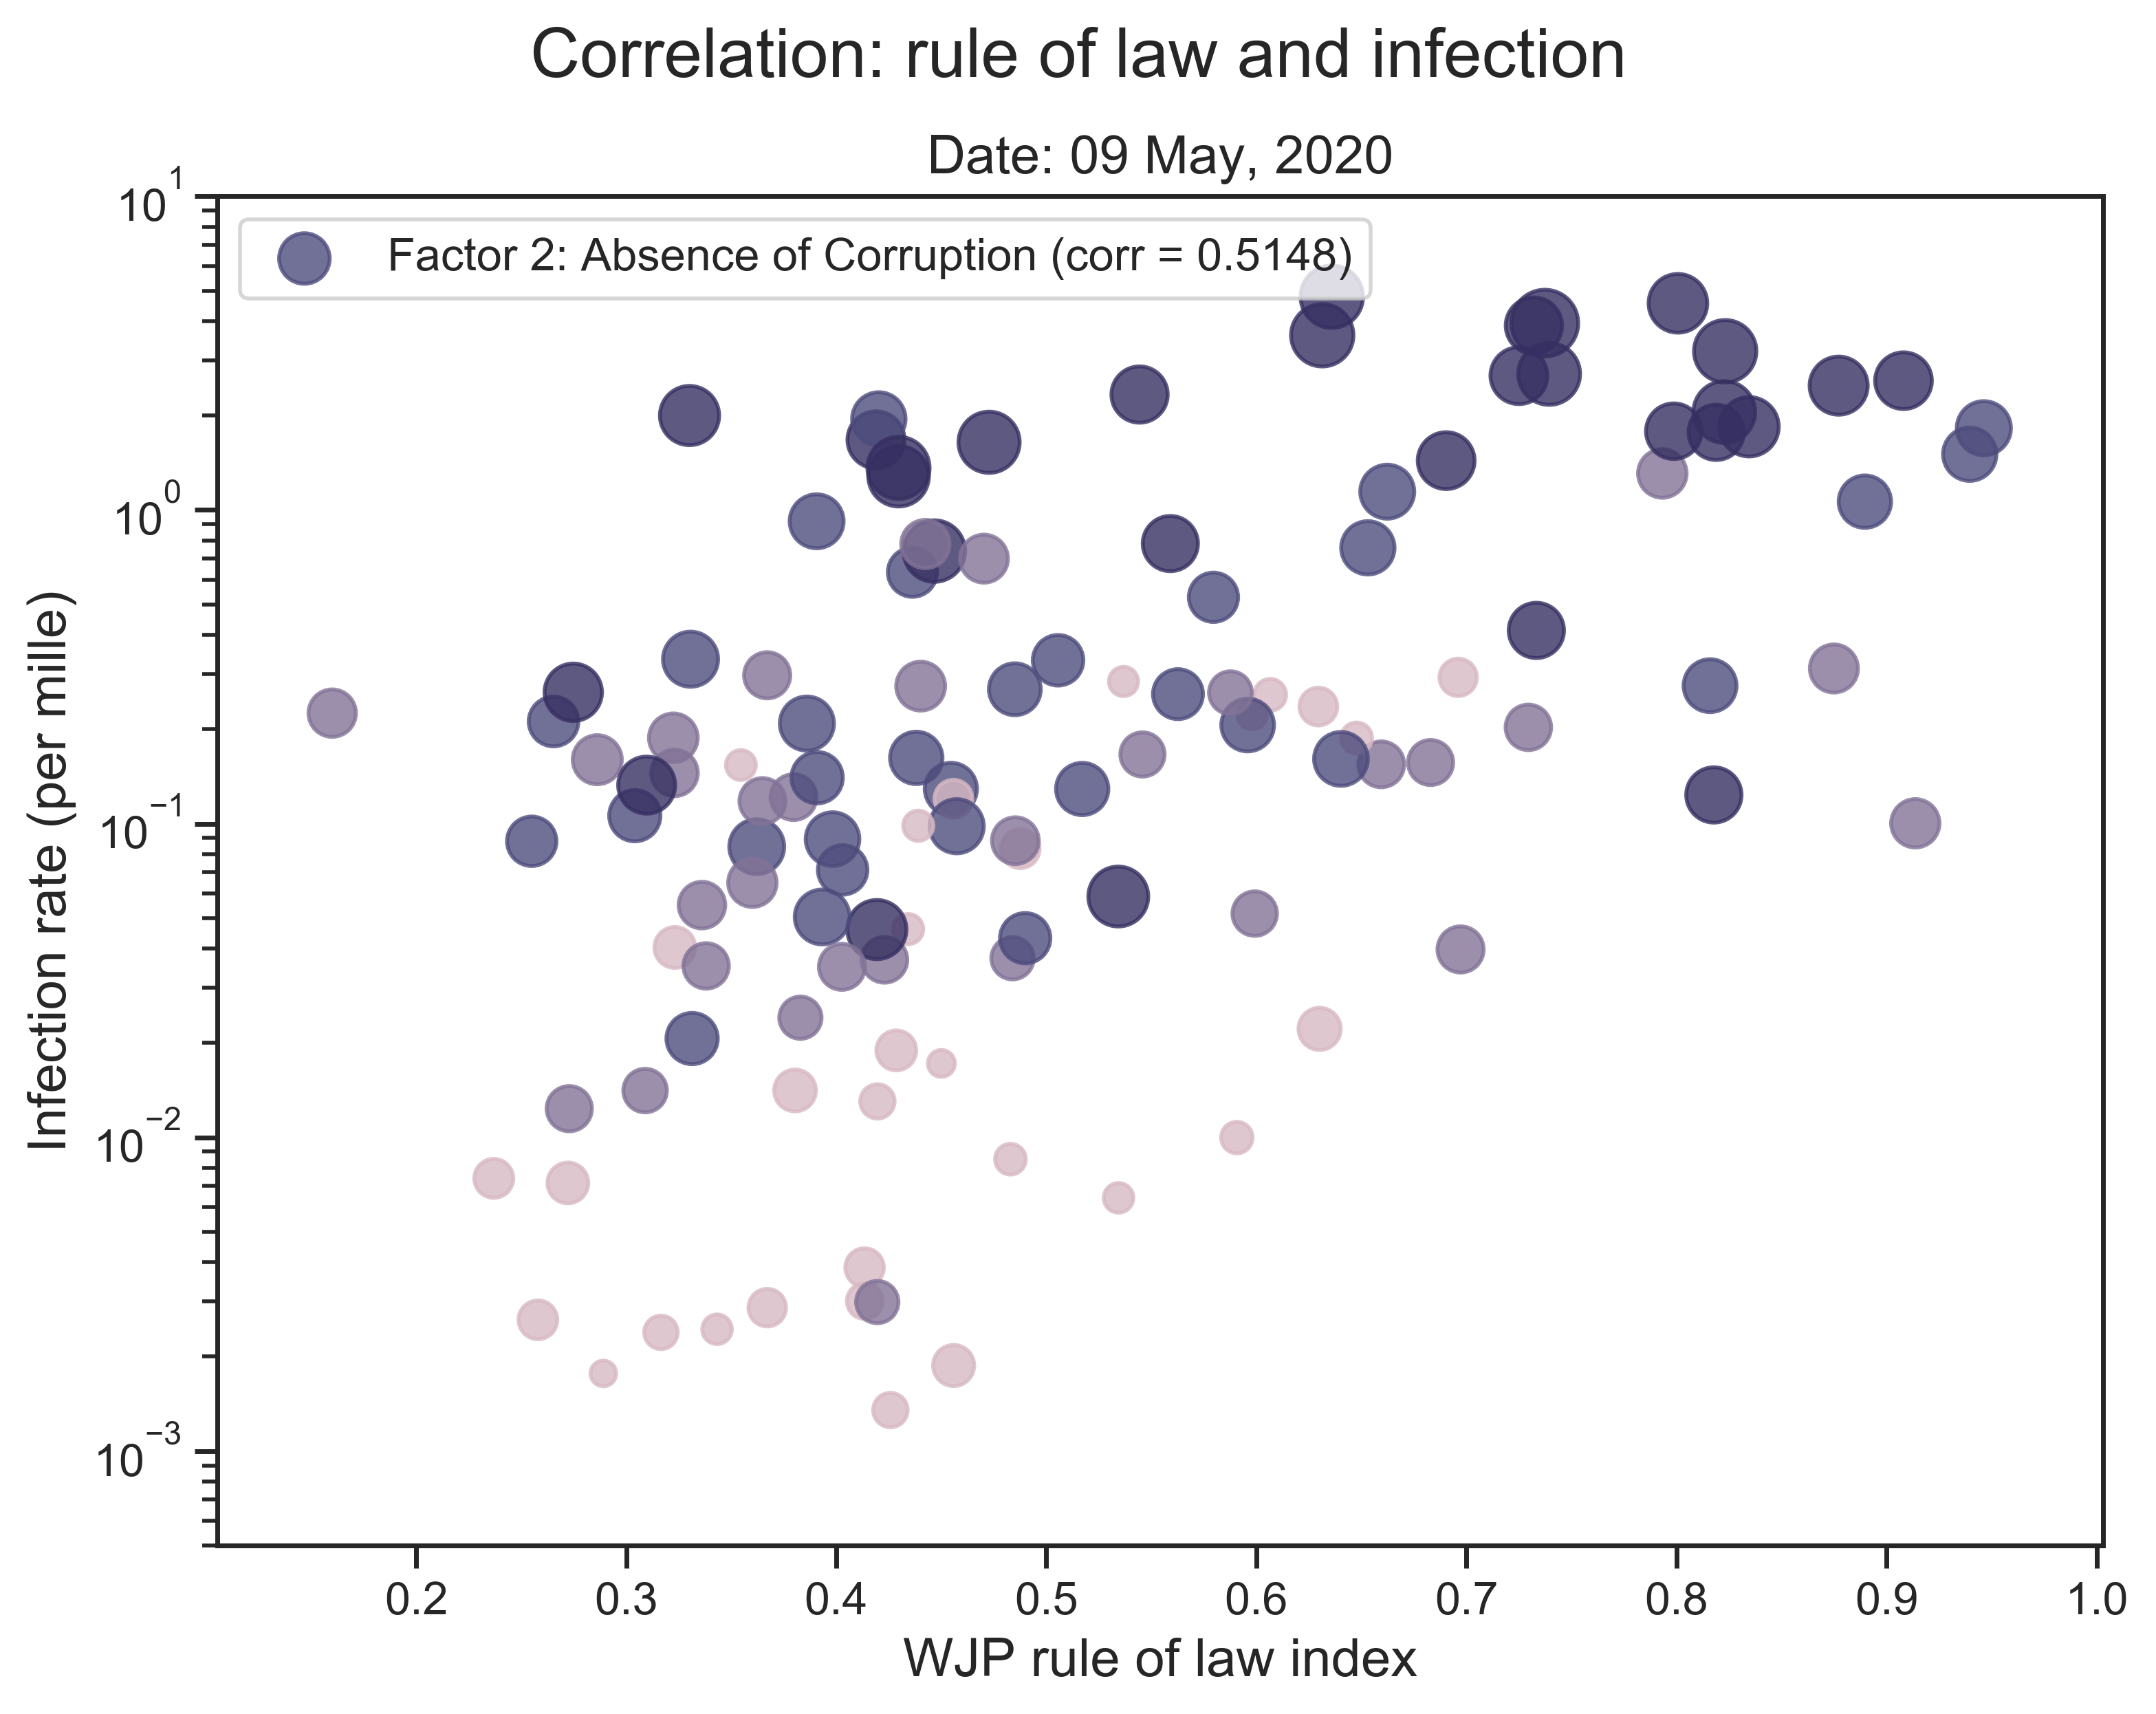 Correlation: rule of law and infection
Date: 09 May, 2020
Factor 2: Absence of Corruption (corr = 0.5148)
Infection rate (per mille)
10^1
10^0
10^−1
10^−2
10^−3
0.2 0.3 0.4 0.5 0.6 0.7 0.8 0.9 1.0
WJP rule of law index